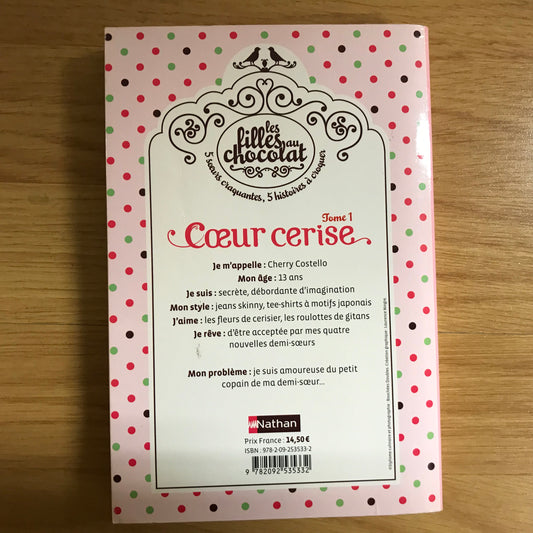 les
filles au
chocolat
5 sœurs craquantes, 5 histoires à croquer
Tome 1
Cœur cerise
Je m'appelle : Cherry Costello
Mon âge : 13 ans
Je suis : secrète, débordante d'imagination
Mon style : jeans skinny, tee-shirts à motifs japonais
J'aime : les fleurs de cerisier, les roulottes de gitans
Je rêve : d'être acceptée par mes quatre
nouvelles demi-sœurs
Mon problème : je suis amoureuse du petit
copain de ma demi-sœur...
Nathan
Prix France : 14,50 €
ISBN : 978-2-09-253533-2
9 782092 535332